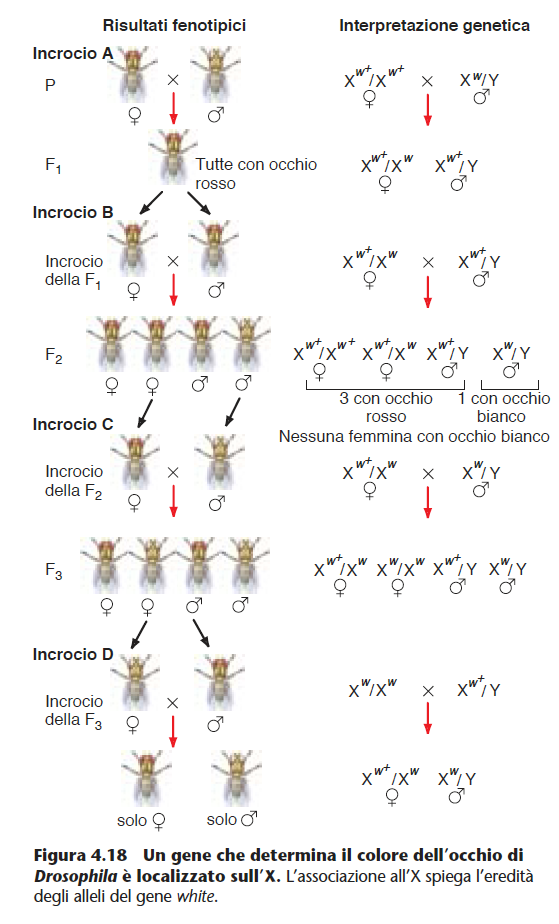 Risultati fenotipici Interpretazione genetica
Incrocio A
P × X^w+/X^w+ × X^w/Y
♀ ♂ ♀ ♂
F₁ Tutte con occhio rosso X^w+/X^w X^w+/Y
♀ ♂
Incrocio B
Incrocio della F₁ × X^w+/X^w × X^w+/Y
♀ ♂ ♀ ♂
F₂ X^w+/X^w+ X^w+/X^w X^w+/Y X^w/Y
♀ ♀ ♂ ♂ ♀ ♀ ♂ ♂
3 con occhio rosso 1 con occhio bianco
Nessuna femmina con occhio bianco
Incrocio C
Incrocio della F₂ × X^w+/X^w × X^w/Y
♀ ♂ ♀ ♂
F₃ X^w+/X^w X^w/X^w X^w+/Y X^w/Y
♀ ♀ ♂ ♂ ♀ ♀ ♂ ♂
Incrocio D
Incrocio della F₃ × X^w/X^w × X^w+/Y
♀ ♂
X^w+/X^w X^w/Y
solo ♀ solo ♂ ♀ ♂
Figura 4.18 Un gene che determina il colore dell'occhio di
Drosophila è localizzato sull'X. L'associazione all'X spiega l'eredità
degli alleli del gene white.